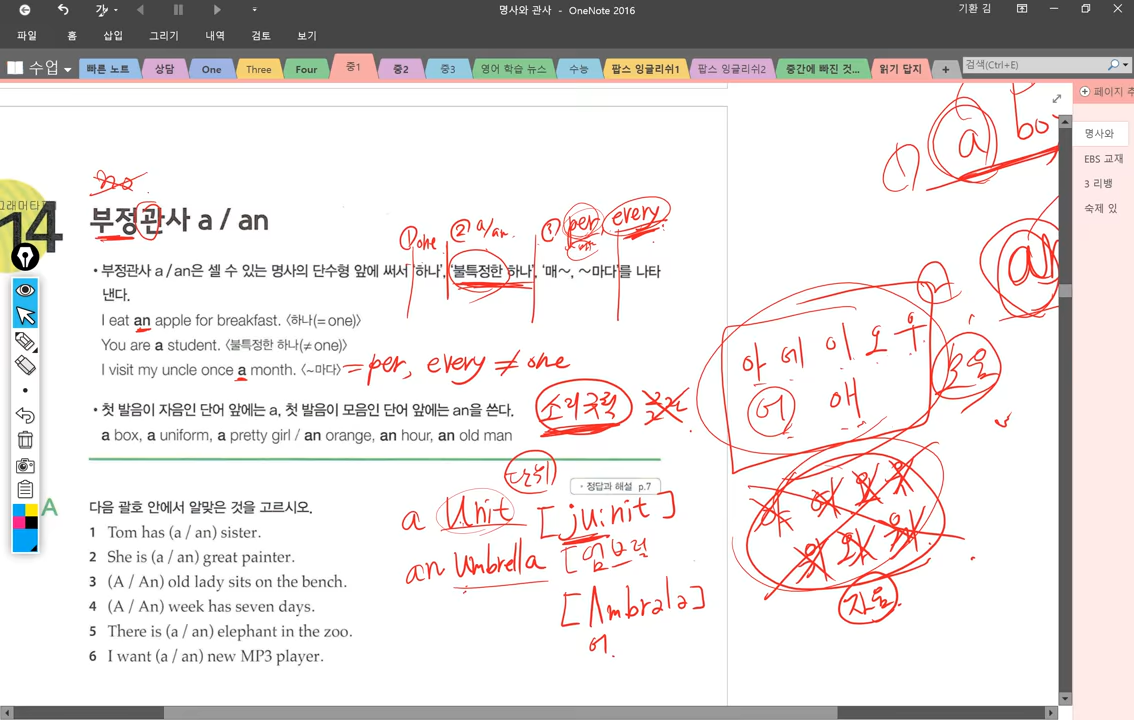 명사와 관사 - OneNote 2016
기환 김
파일 홈 삽입 그리기 내역 검토 보기
수업 빠른 노트 상담 One Three Four 중1 중2 중3 영어 학습 뉴스 수능 팝스 잉글리쉬1 팝스 잉글리쉬2 중간에 빠진 것... 읽기 답지 + 검색(Ctrl+E)
페이지 추
명사와
EBS 교재
3 리뱅
숙제 있
① a bo
an
no
그래머타
14 부정관사 a / an
①one ②a/an ③per every
• 부정관사 a / an은 셀 수 있는 명사의 단수형 앞에 써서 '하나', '불특정한 하나', '매~, ~마다'를 나타
낸다.
I eat an apple for breakfast. <하나(= one)>
You are a student. <불특정한 하나(≠ one)>
I visit my uncle once a month. <~마다> = per, every ≠ one
• 첫 발음이 자음인 단어 앞에는 a, 첫 발음이 모음인 단어 앞에는 an을 쓴다. 소리규칙
a box, a uniform, a pretty girl / an orange, an hour, an old man
아 에 이 오 우
어 애
모음
자음
단위
• 정답과 해설 p.7
a Unit [ju:nit]
an Umbrella [엄브렐
[ʌmbrələ]
어
A 다음 괄호 안에서 알맞은 것을 고르시오.
1 Tom has (a / an) sister.
2 She is (a / an) great painter.
3 (A / An) old lady sits on the bench.
4 (A / An) week has seven days.
5 There is (a / an) elephant in the zoo.
6 I want (a / an) new MP3 player.